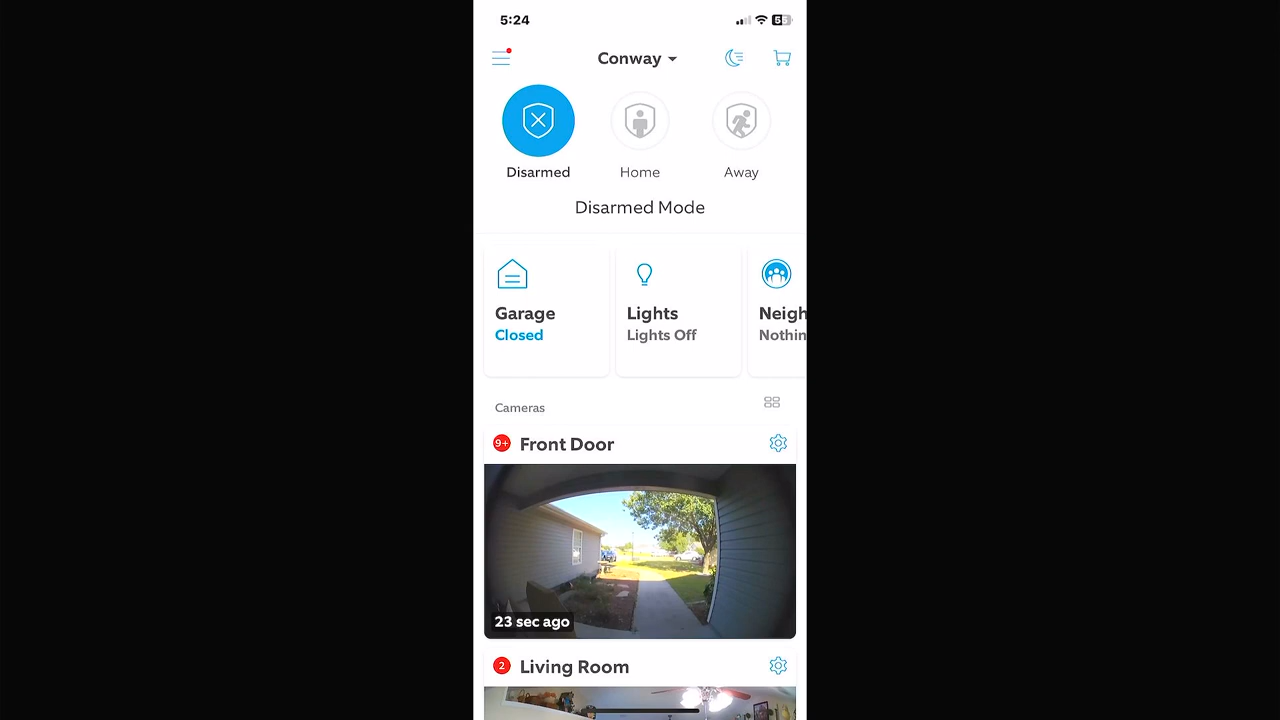 5:24
55
Conway
Disarmed
Home
Away
Disarmed Mode
Garage
Closed
Lights
Lights Off
Neigh
Nothin
Cameras
9+
Front Door
23 sec ago
2
Living Room